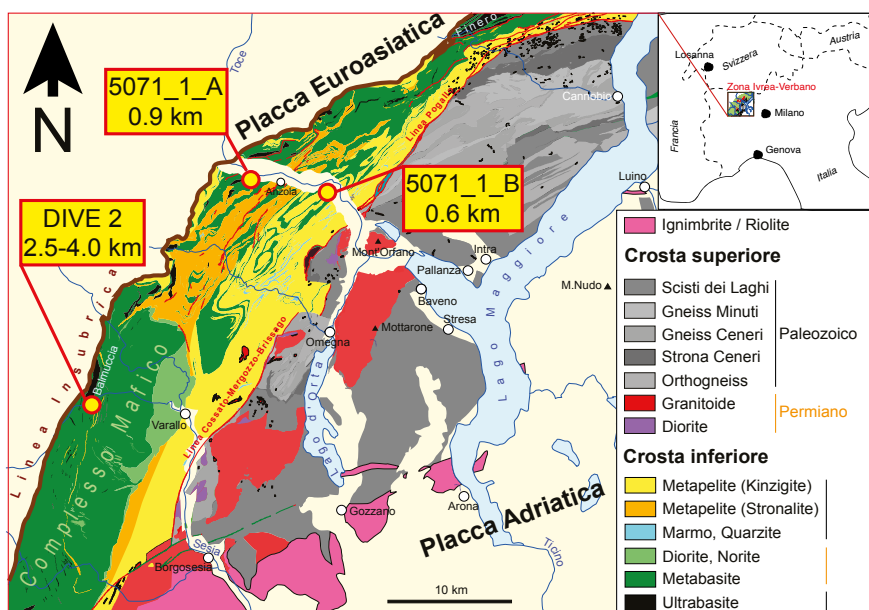 N
Toce
5071_1_A
0.9 km
Placca Euroasiatica
Finero
Linea Pogallo
Cannobio
Anzola
5071_1_B
0.6 km
DIVE 2
2.5-4.0 km
Luino
Lago Maggiore
Mont'Orfano
Intra
Pallanza
M.Nudo
Baveno
Stresa
Mottarone
Omegna
Linea Insubrica
Balmuccia
Complesso Mafico
Linea Cossato-Mergozzo-Brissago
Lago d'Orta
Varallo
Gozzano
Arona
Placca Adriatica
Sesia
Borgosesia
Ticino
10 km
Austria
Losanna
Svizzera
Zona Ivrea-Verbano
Milano
Francia
Genova
Italia
Ignimbrite / Riolite
Crosta superiore
Scisti dei Laghi
Gneiss Minuti
Gneiss Ceneri
Strona Ceneri
Orthogneiss
Paleozoico
Granitoide
Diorite
Permiano
Crosta inferiore
Metapelite (Kinzigite)
Metapelite (Stronalite)
Marmo, Quarzite
Diorite, Norite
Metabasite
Ultrabasite